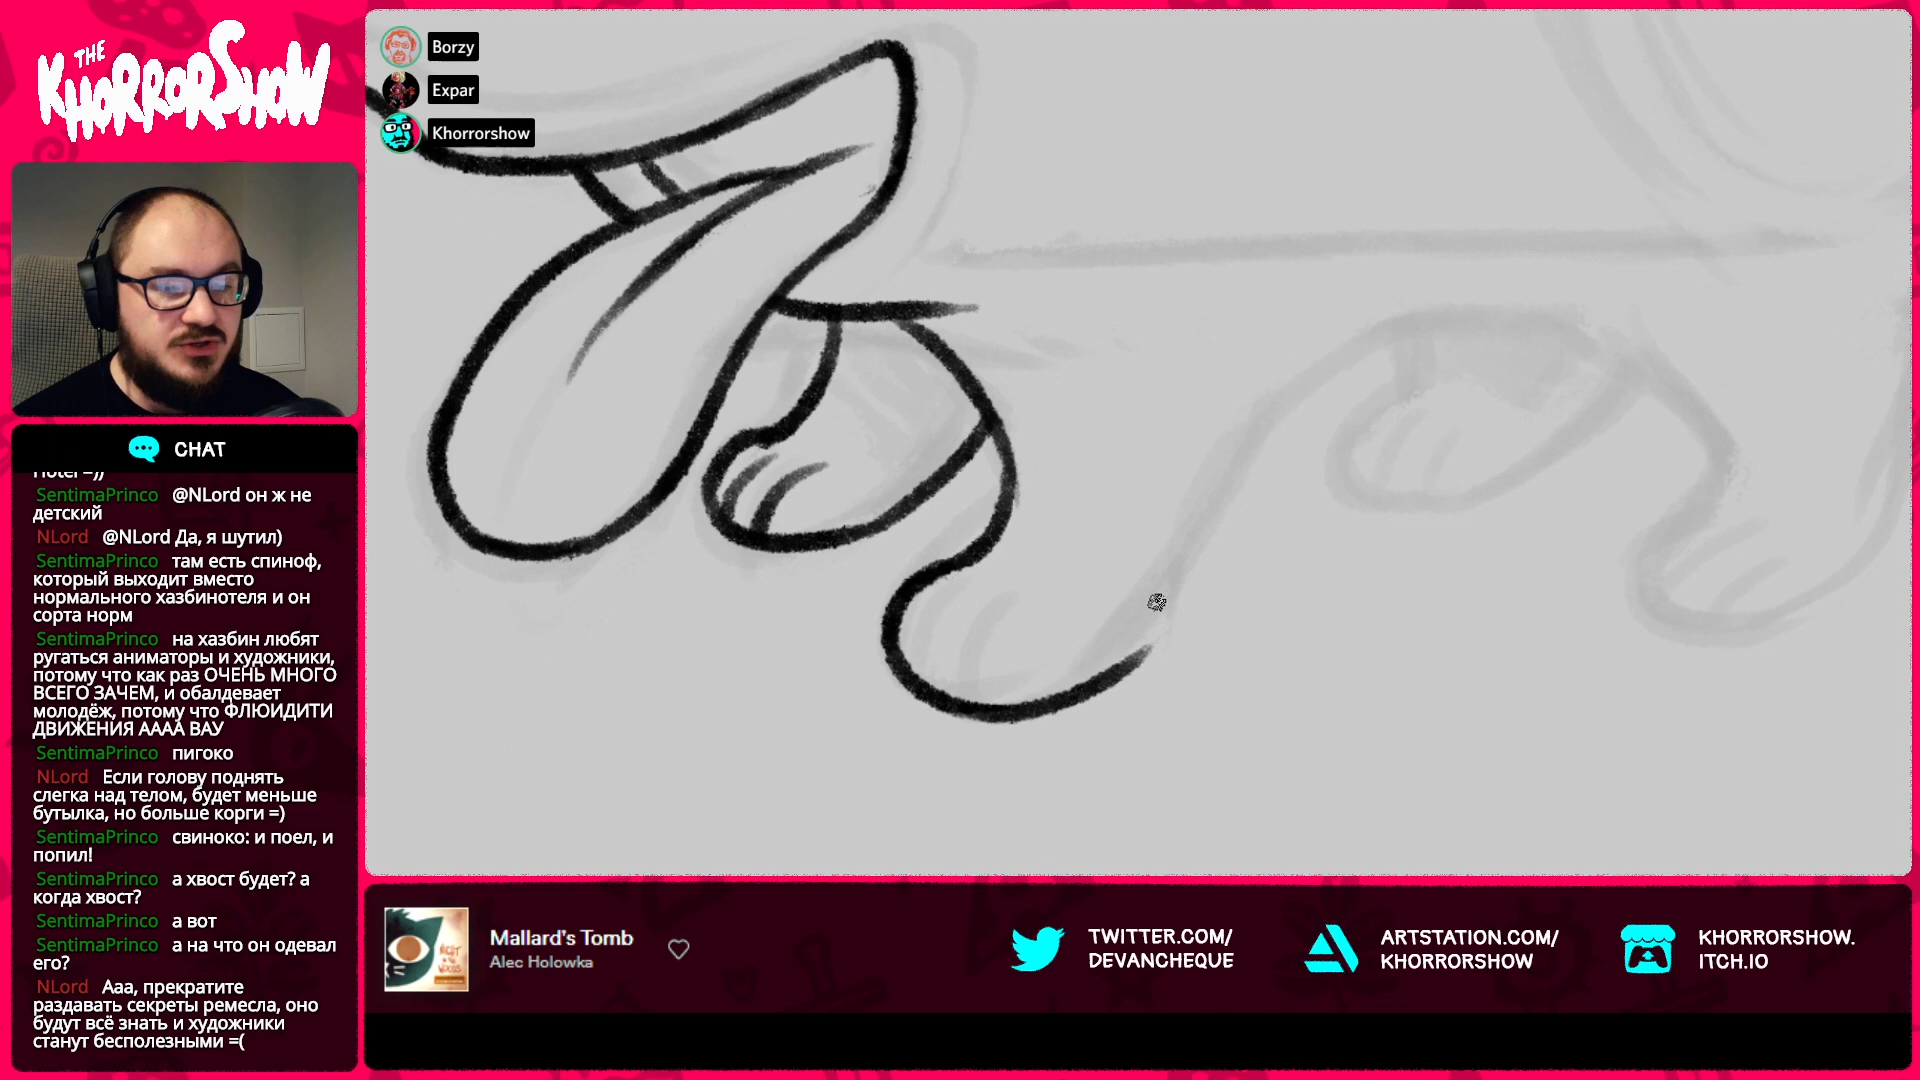 THE
KHORRORSHOW
Borzy
Expar
Khorrorshow
CHAT
Hotel =))
SentimaPrinco @NLord он ж не
детский
NLord @NLord Да, я шутил)
SentimaPrinco там есть спиноф,
который выходит вместо
нормального хазбинотеля и он
сорта норм
SentimaPrinco на хазбин любят
ругаться аниматоры и художники,
потому что как раз ОЧЕНЬ МНОГО
ВСЕГО ЗАЧЕМ, и обалдевает
молодёж, потому что ФЛЮИДИТИ
ДВИЖЕНИЯ АААА ВАУ
SentimaPrinco пигоко
NLord Если голову поднять
слегка над телом, будет меньше
бутылка, но больше корги =)
SentimaPrinco свиноко: и поел, и
попил!
SentimaPrinco а хвост будет? а
когда хвост?
SentimaPrinco а вот
SentimaPrinco а на что он одевал
его?
NLord Ааа, прекратите
раздавать секреты ремесла, оно
будут всё знать и художники
станут бесполезными =(
Mallard's Tomb
Alec Holowka
TWITTER.COM/
DEVANCHEQUE
ARTSTATION.COM/
KHORRORSHOW
KHORRORSHOW.
ITCH.IO